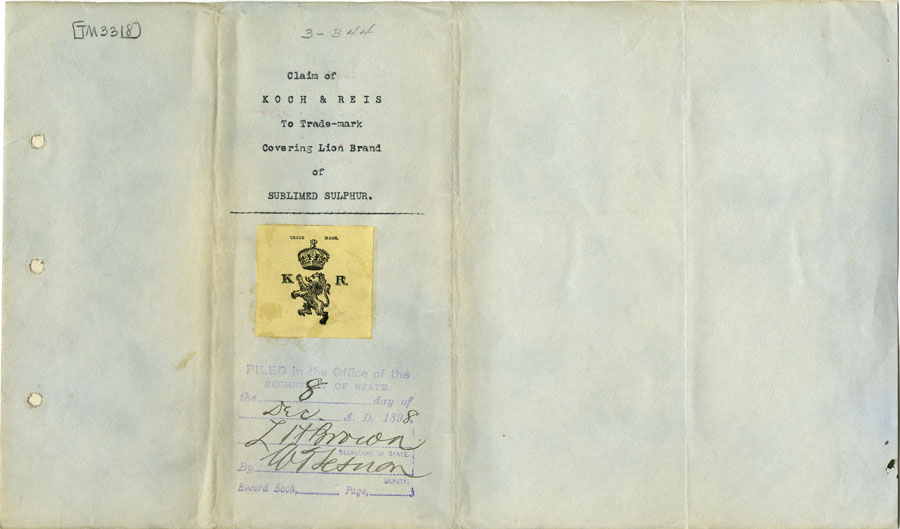 [TM3318]
3-344
Claim of
KOCH & REIS
To Trade-mark
Covering Lion Brand
of
SUBLIMED SULPHUR.
TRADE MARK.
K R.
FILED in the Office of the
SECRETARY OF STATE.
the 8 day of
Dec. A. D. 1898.
L H Brown
SECRETARY OF STATE.
By
DEPUTY.
Record Book, Page,